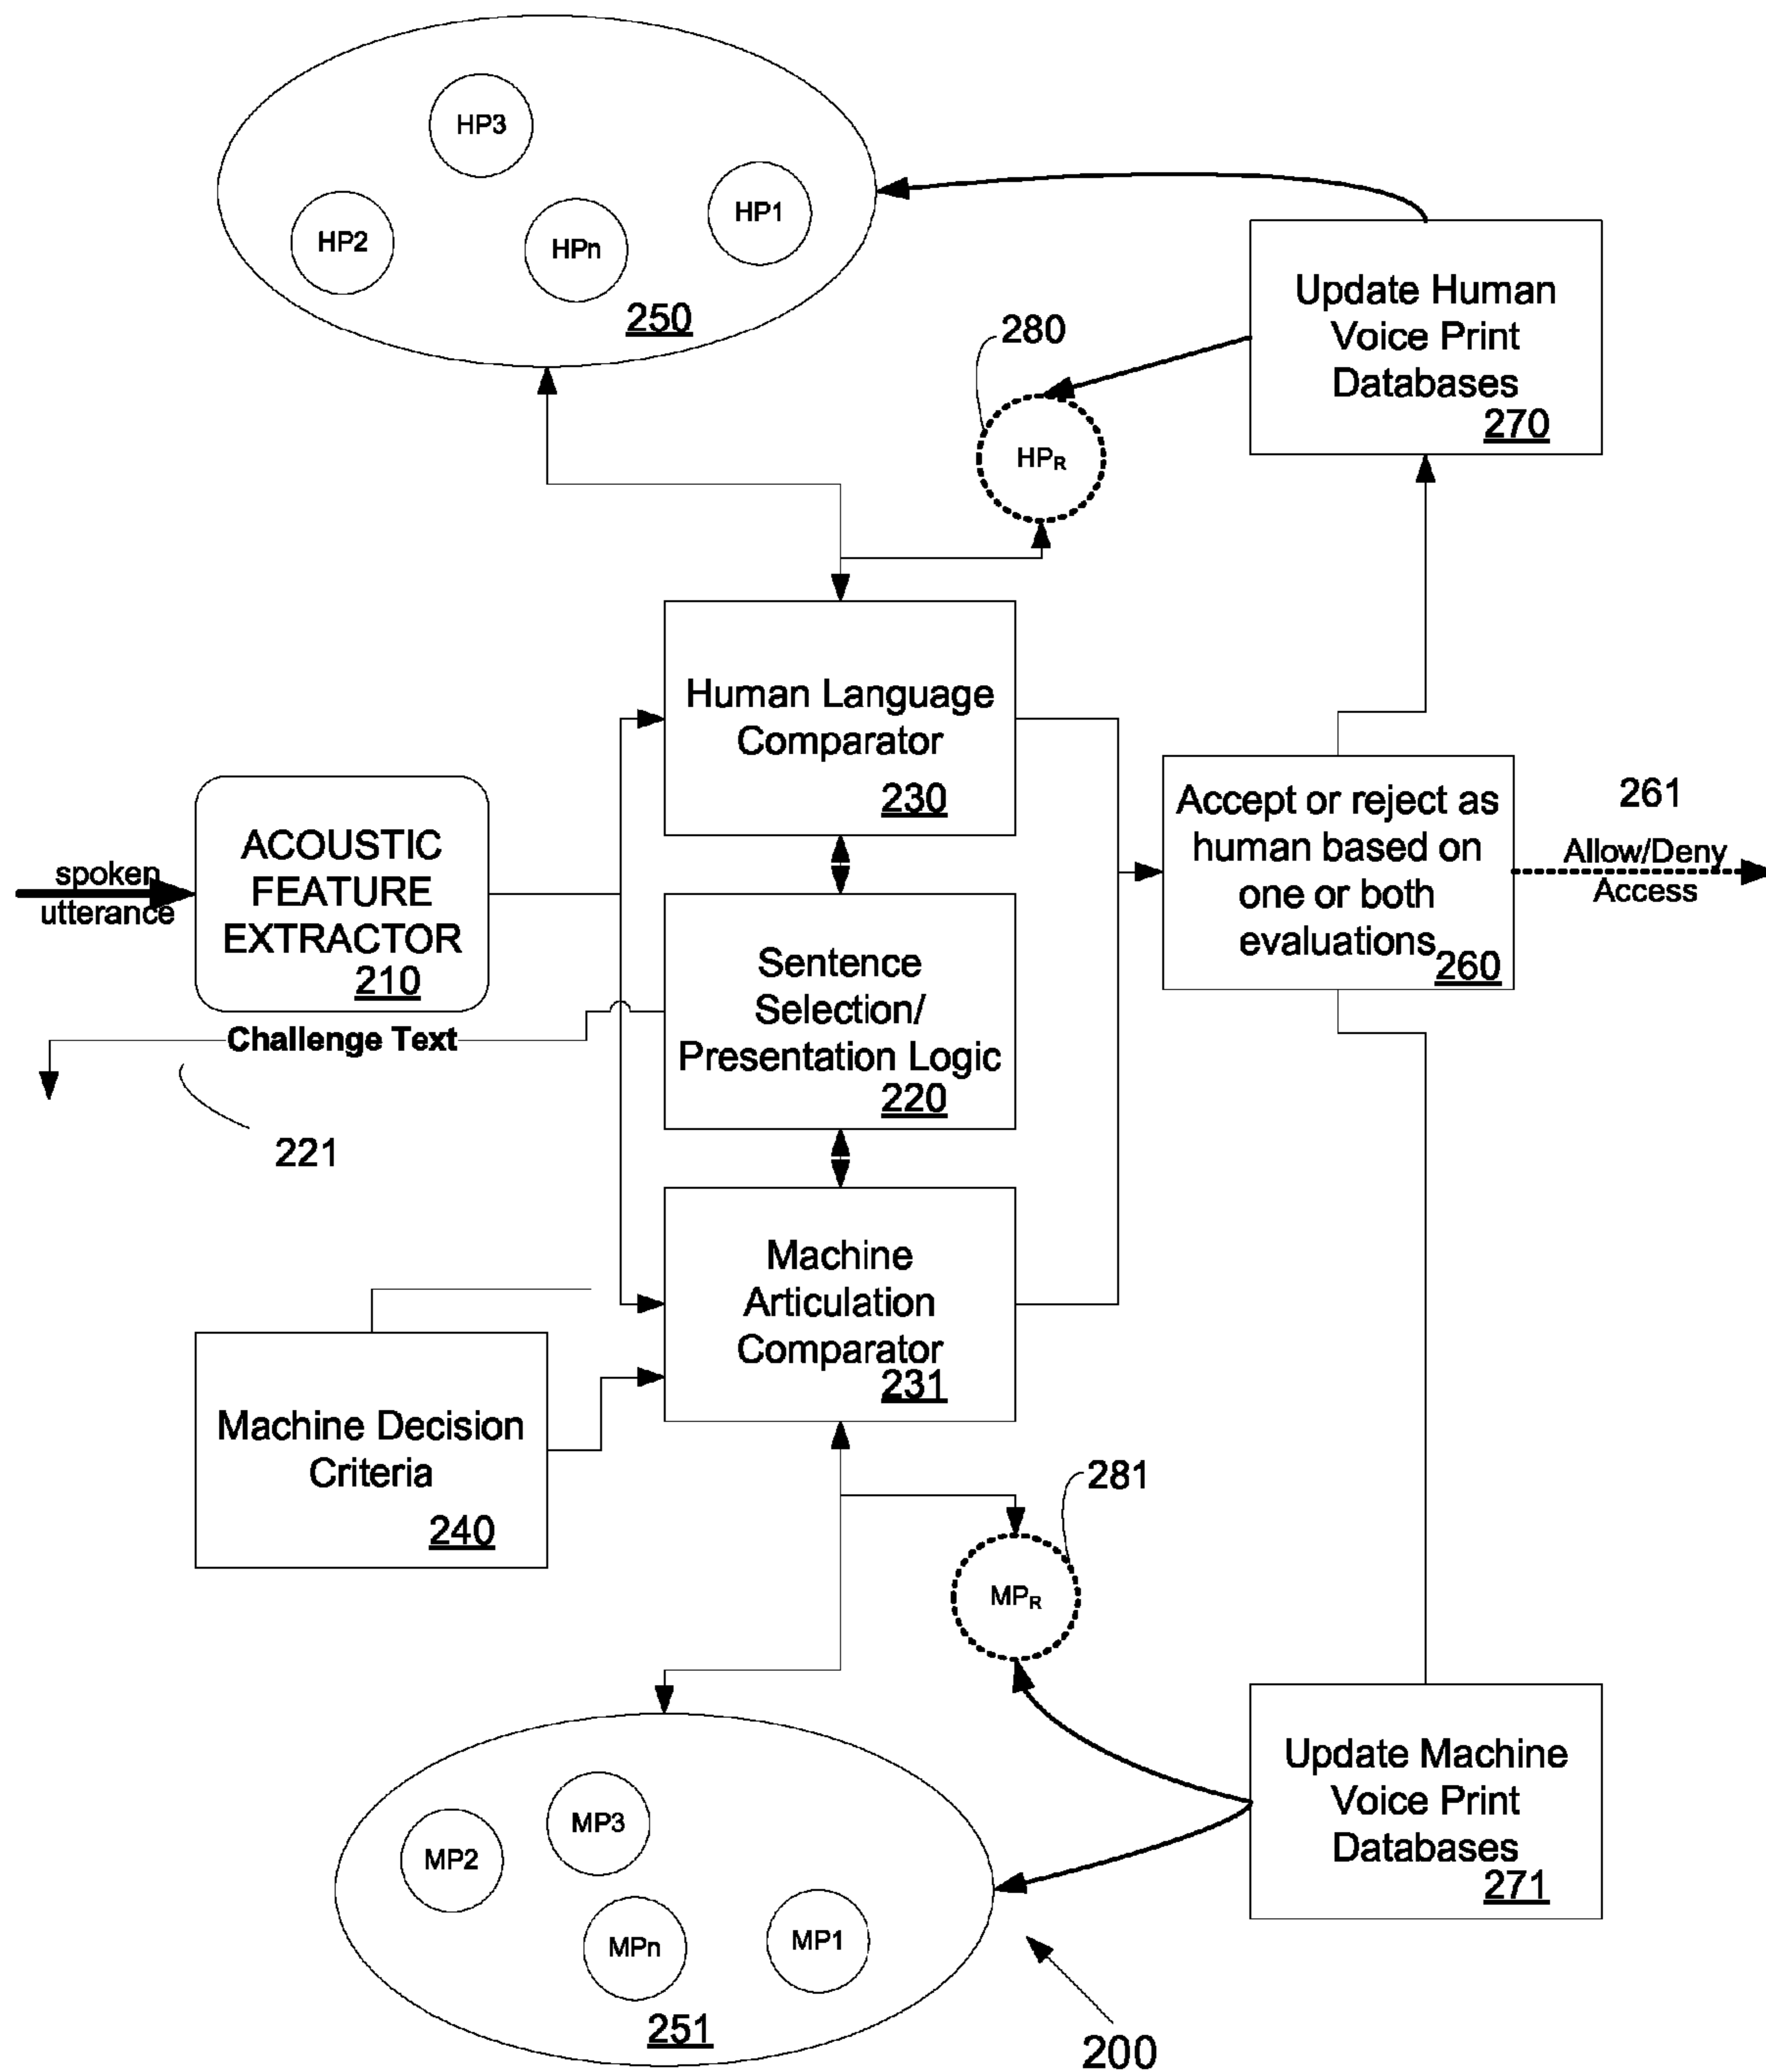 HP3
HP1
HP2
HPn
250
Update Human
Voice Print
Databases
270
280
HPR
Human Language
Comparator
230
ACOUSTIC
FEATURE
EXTRACTOR
210
spoken
utterance
Accept or reject as
human based on
one or both
evaluations
260
261
Allow/Deny
Access
Sentence
Selection/
Presentation Logic
220
Challenge Text
221
Machine
Articulation
Comparator
231
Machine Decision
Criteria
240
281
MPR
Update Machine
Voice Print
Databases
271
MP3
MP2
MPn
MP1
251
200